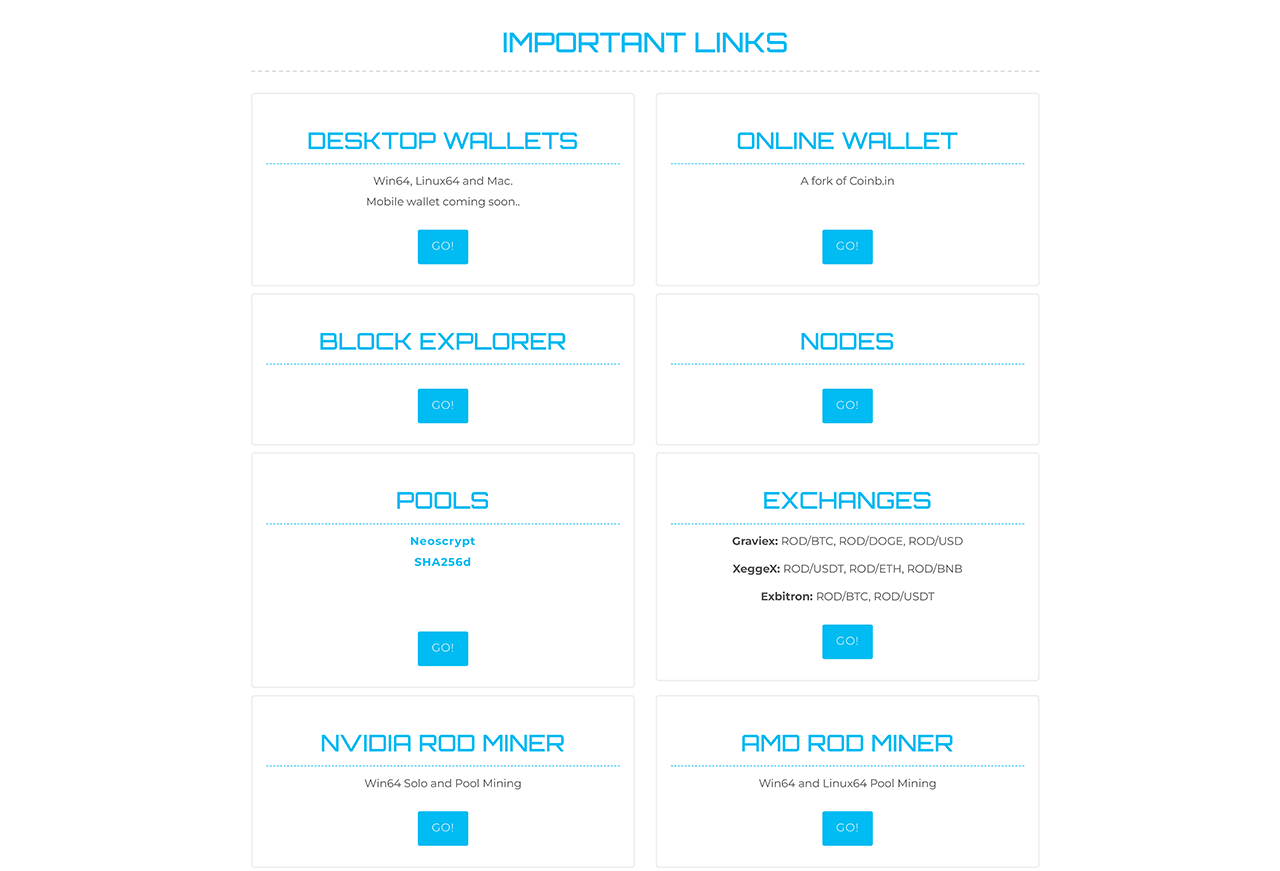 IMPORTANT LINKS
DESKTOP WALLETS
Win64, Linux64 and Mac.
Mobile wallet coming soon..
GO!
ONLINE WALLET
A fork of Coinb.in
GO!
BLOCK EXPLORER
GO!
NODES
GO!
POOLS
Neoscrypt
SHA256d
GO!
EXCHANGES
Graviex: ROD/BTC, ROD/DOGE, ROD/USD
XeggeX: ROD/USDT, ROD/ETH, ROD/BNB
Exbitron: ROD/BTC, ROD/USDT
GO!
NVIDIA ROD MINER
Win64 Solo and Pool Mining
GO!
AMD ROD MINER
Win64 and Linux64 Pool Mining
GO!